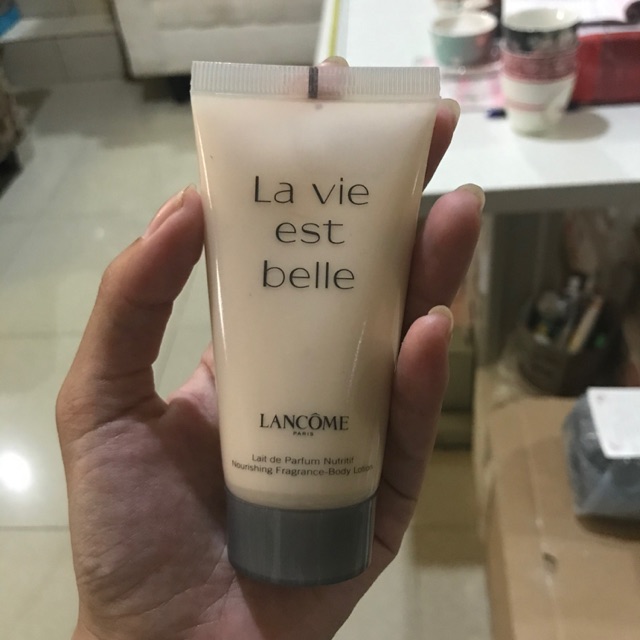 La vie
est
belle
LANCÔME
PARIS
Lait de Parfum Nutritif
Nourishing Fragrance-Body Lotion